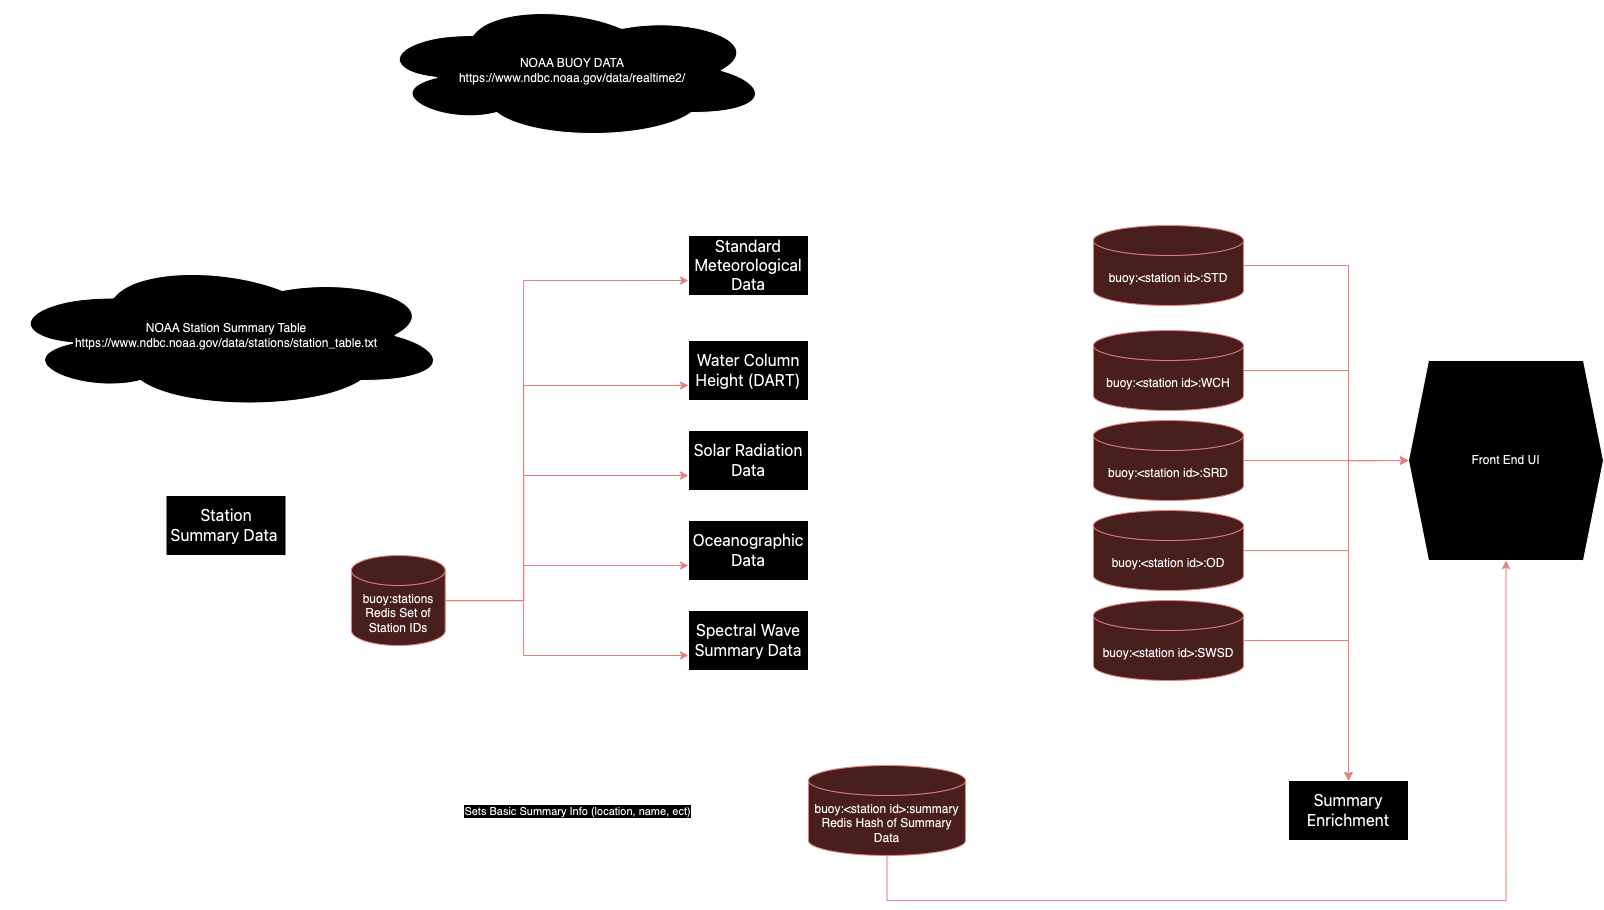 NOAA BUOY DATA
https://www.ndbc.noaa.gov/data/realtime2/
NOAA Station Summary Table
https://www.ndbc.noaa.gov/data/stations/station_table.txt
Station
Summary Data
buoy:stations
Redis Set of
Station IDs
Standard
Meteorological
Data
Water Column
Height (DART)
Solar Radiation
Data
Oceanographic
Data
Spectral Wave
Summary Data
buoy:<station id>:STD
buoy:<station id>:WCH
buoy:<station id>:SRD
buoy:<station id>:OD
buoy:<station id>:SWSD
Front End UI
Sets Basic Summary Info (location, name, ect)
buoy:<station id>:summary
Redis Hash of Summary
Data
Summary
Enrichment